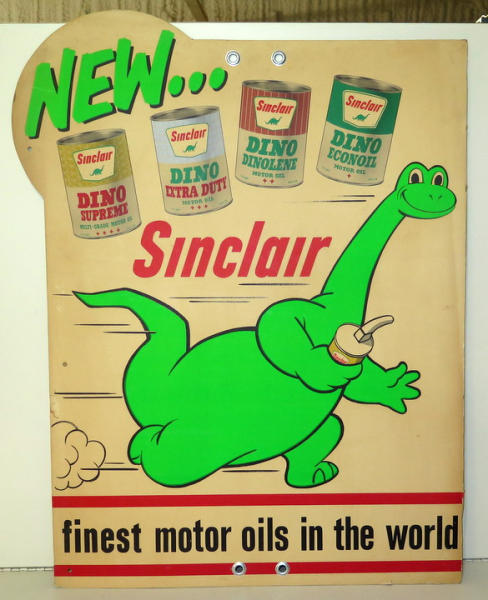 NEW...
Sinclair
DINO
SUPREME
MULTI-GRADE MOTOR OIL
Sinclair
DINO
EXTRA DUTY
MOTOR OIL
Sinclair
DINO
DINOLENE
MOTOR OIL
Sinclair
DINO
ECONOIL
MOTOR OIL
Sinclair
finest motor oils in the world